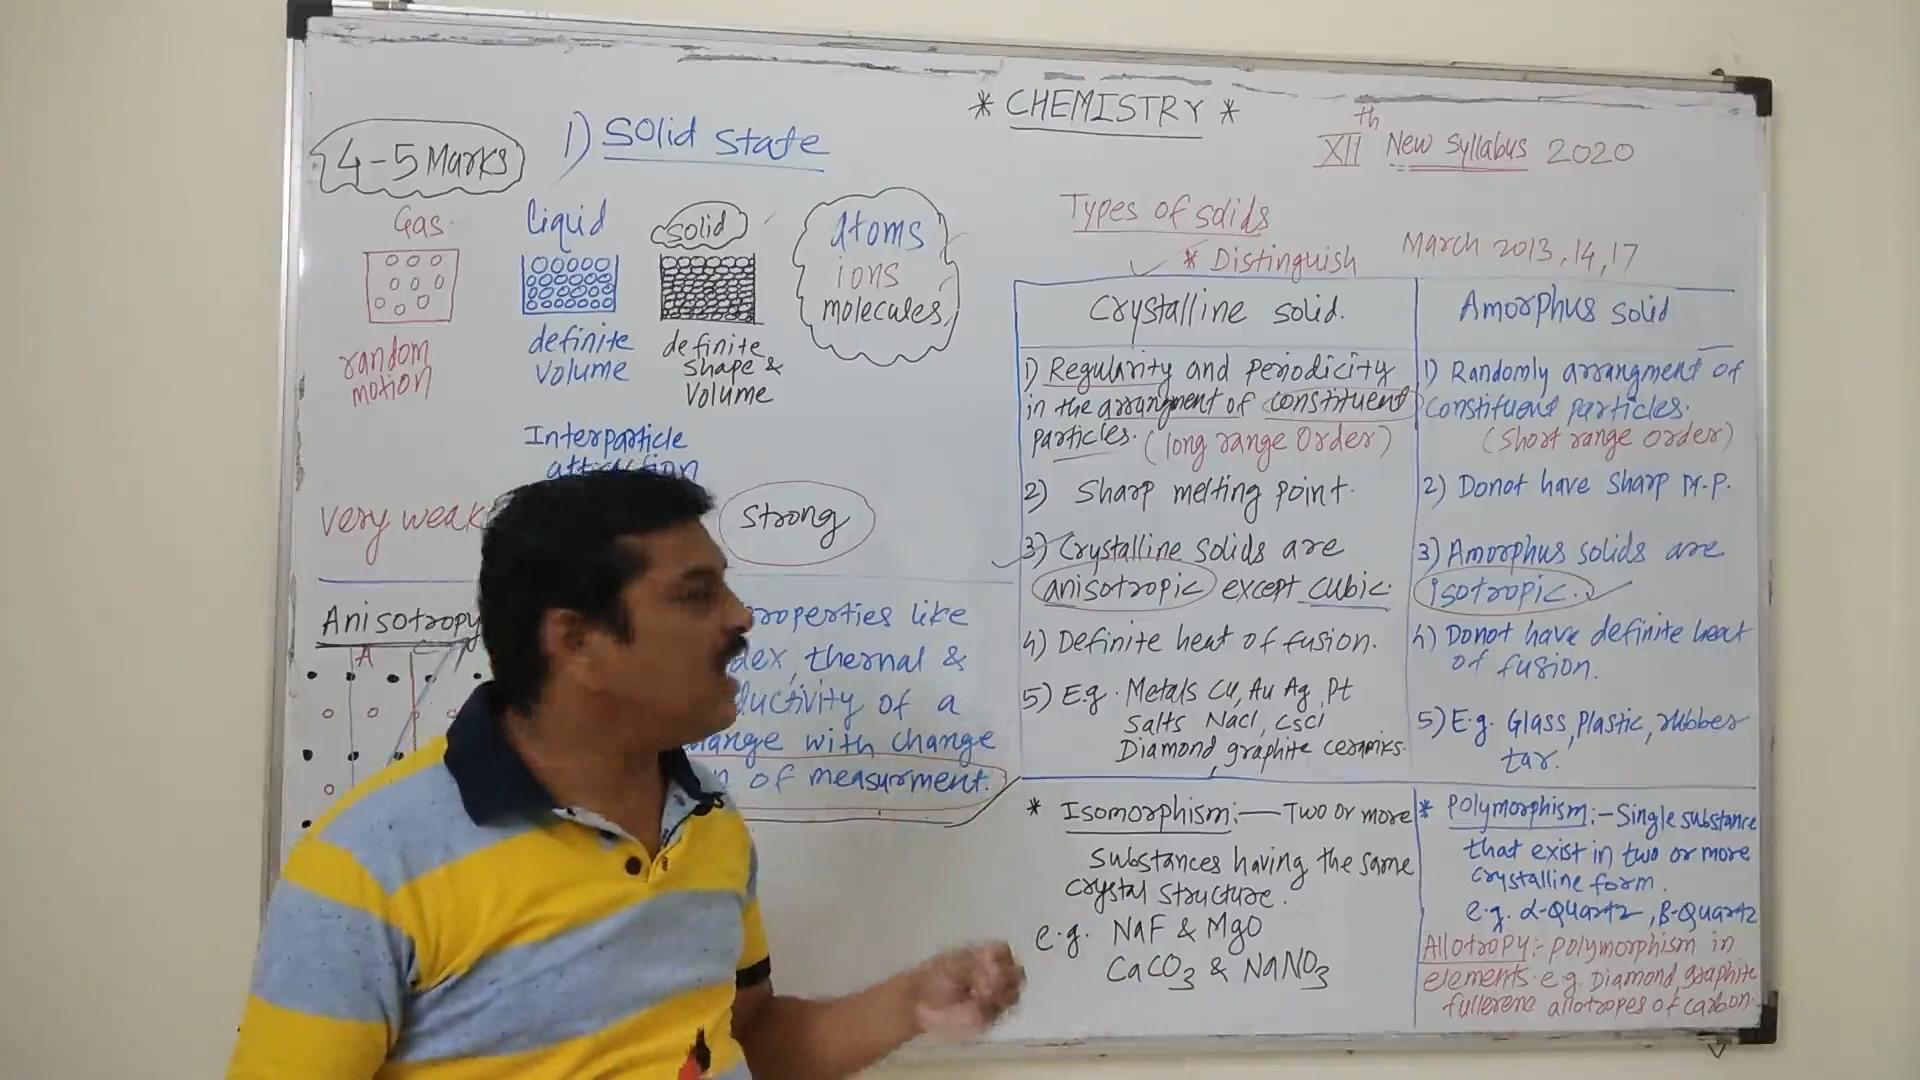 * CHEMISTRY *
XIIth New Syllabus 2020
4-5 Marks
1) Solid State
Gas
Liquid
Solid
atoms
ions
molecules,
random
motion
definite
Volume
definite
Shape &
Volume
Interparticle
attraction
Very weak
Strong
Anisotropy
A
roperties like
dex, thernal &
ductivity of a
hange with change
n of measurment.
Types of solids
* Distinguish
March 2013,14,17
Crystalline solid.
1) Regularity and periodicity
in the arrangment of constituent
particles. (long range Order)
2) Sharp melting point.
3) Crystalline solids are
anisotropic except cubic.
4) Definite heat of fusion.
5) E.g. Metals Cu, Au Ag, Pt
Salts Nacl, CsCl
Diamond, graphite ceramiks.
Amorphus solid
1) Randomly arrangment of
constituent particles.
(Short range order)
2) Donot have Sharp M.P.
3) Amorphus solids are
isotropic.
4) Donot have definite heat
of fusion.
5) E.g. Glass, plastic, rubber
tar.
* Isomorphism:— Two or more
Substances having the same
crystal structure.
e.g. NaF & MgO
CaCO3 & NaNO3
* Polymorphism:- Single substance
that exist in two or more
crystalline form.
e.g. α-Quartz, β-Quartz
Allotropy:- polymorphism in
elements e.g. Diamond, graphite
fullerene allotropes of carbon.